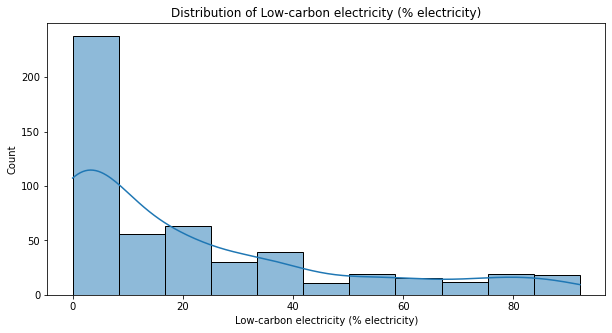 Distribution of Low-carbon electricity (% electricity)
200
150
100
50
0
Count
0 20 40 60 80
Low-carbon electricity (% electricity)